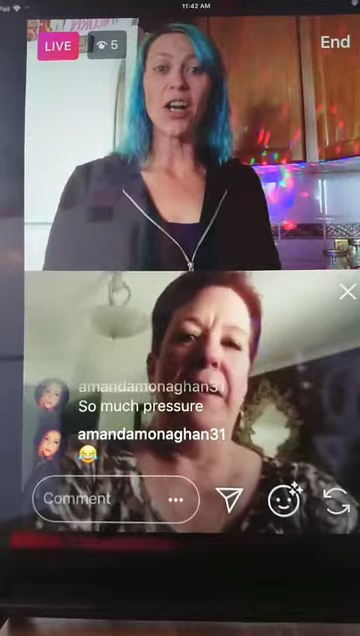 11:42 AM
LIVE
5
End
amandamonaghan31
So much pressure
amandamonaghan31
😂
Comment